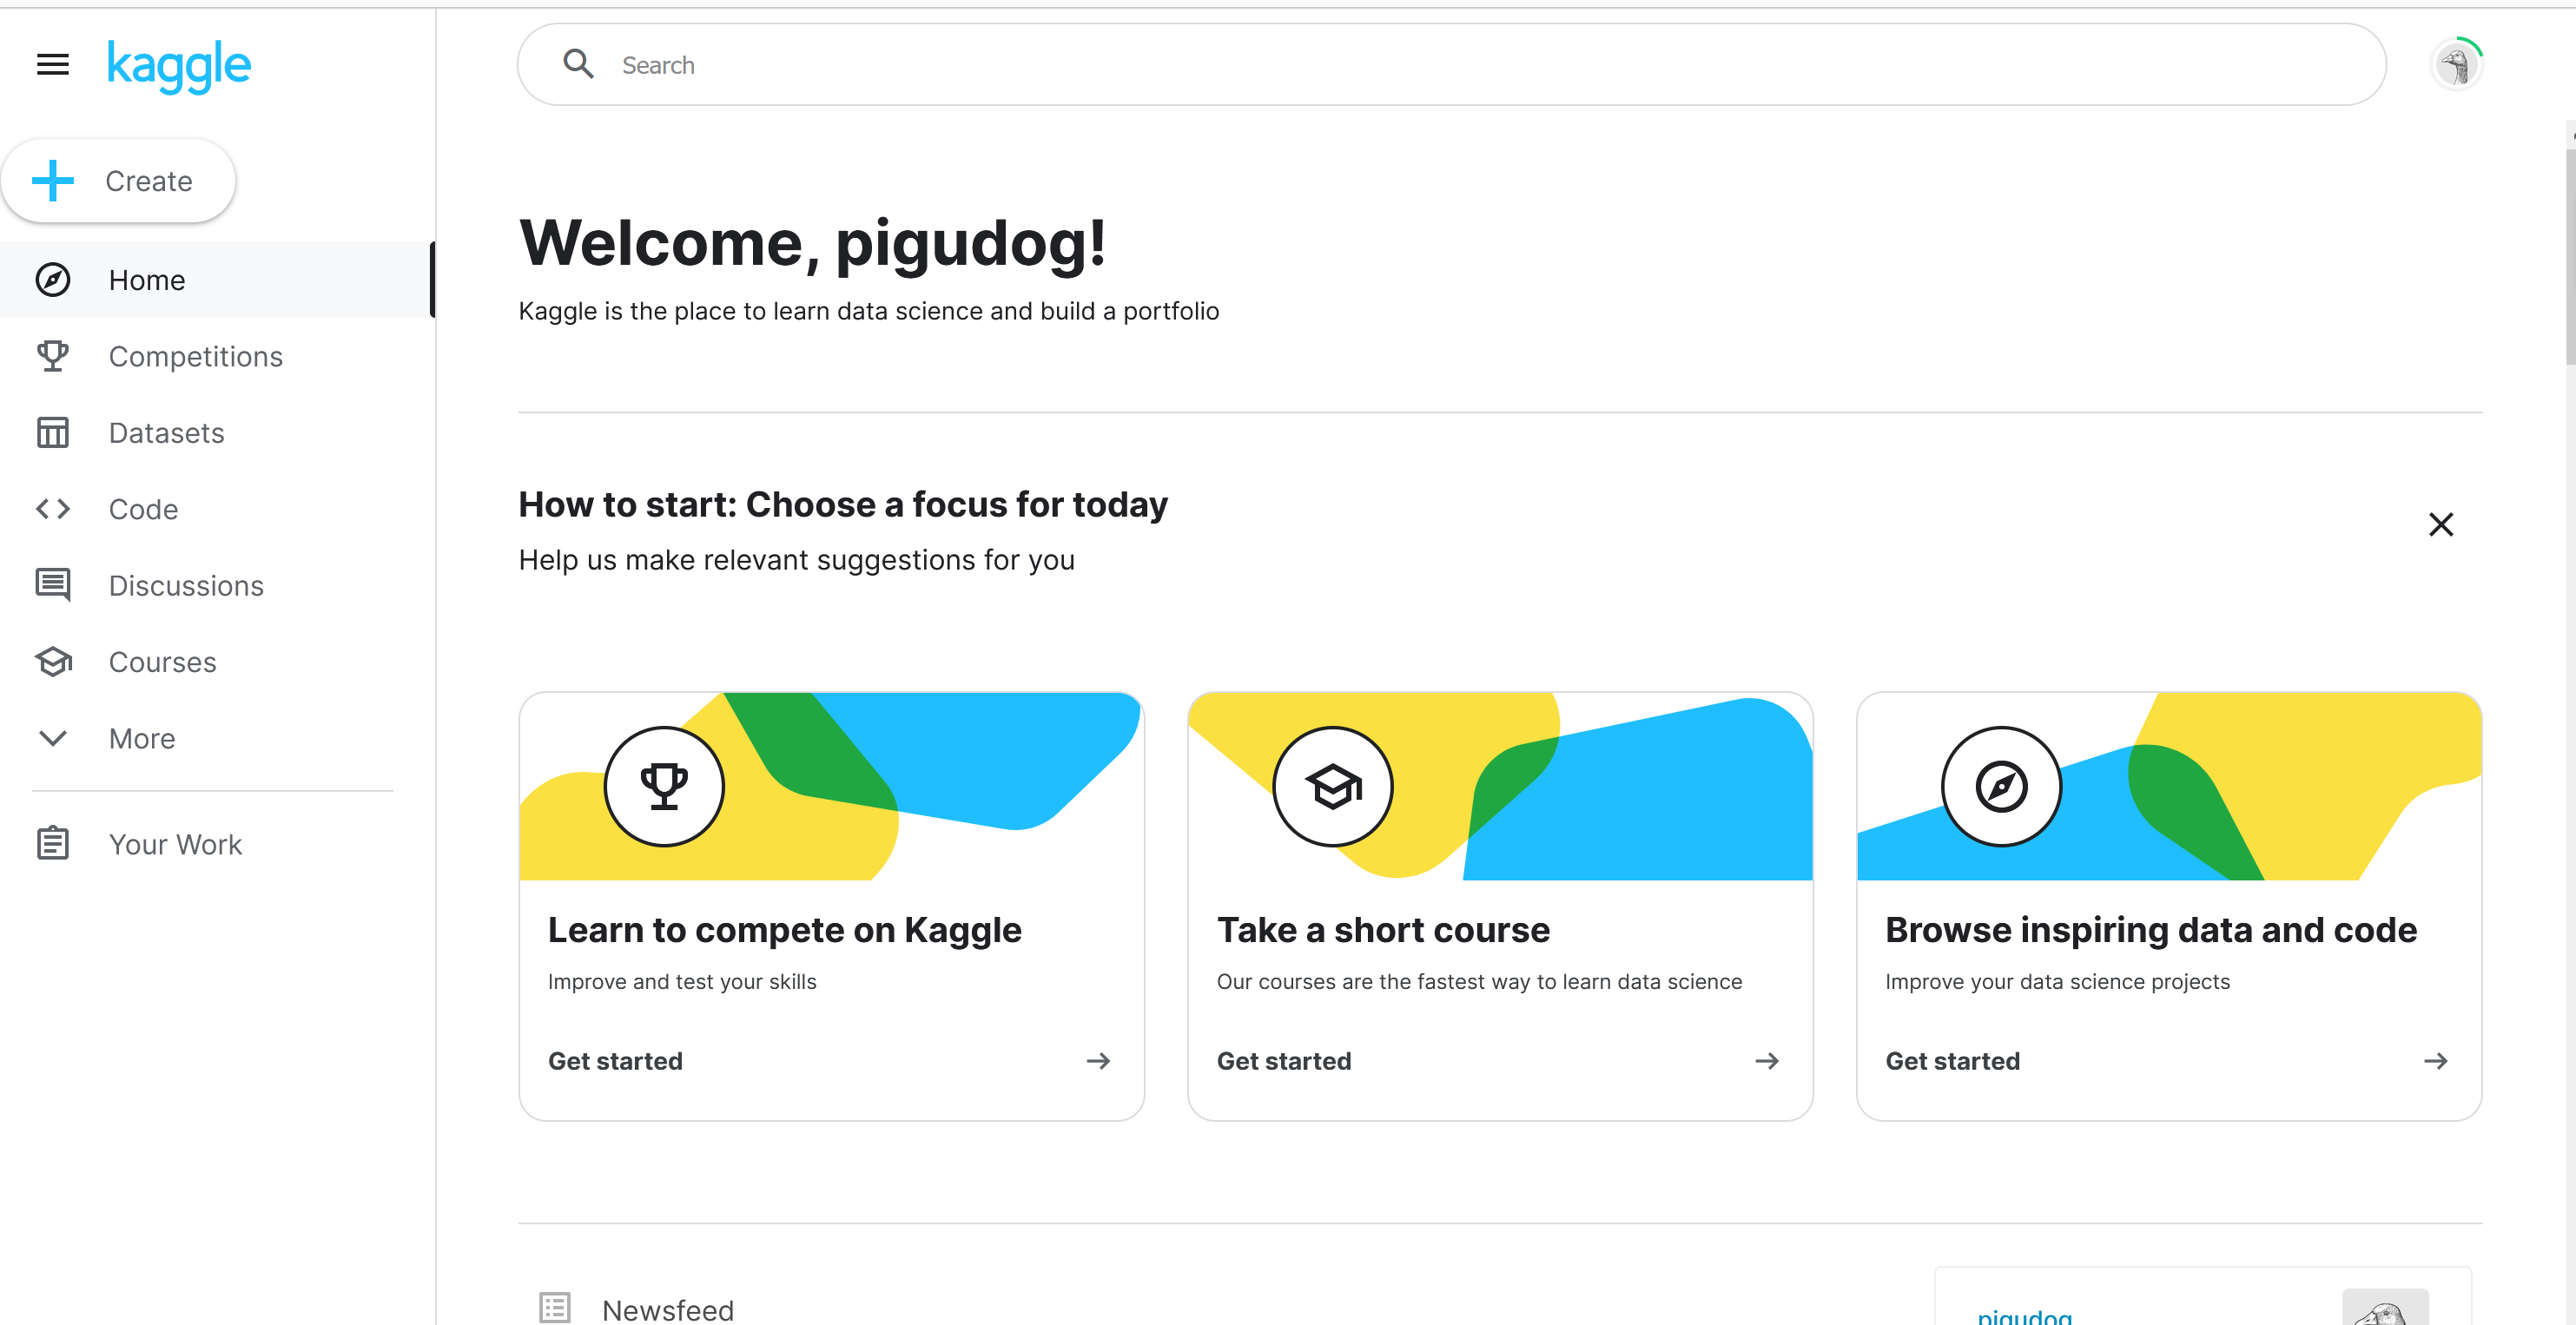 kaggle
Search
Create
Home
Competitions
Datasets
Code
Discussions
Courses
More
Your Work
Welcome, pigudog!
Kaggle is the place to learn data science and build a portfolio
How to start: Choose a focus for today
Help us make relevant suggestions for you
Learn to compete on Kaggle
Improve and test your skills
Get started
Take a short course
Our courses are the fastest way to learn data science
Get started
Browse inspiring data and code
Improve your data science projects
Get started
Newsfeed
pigudog